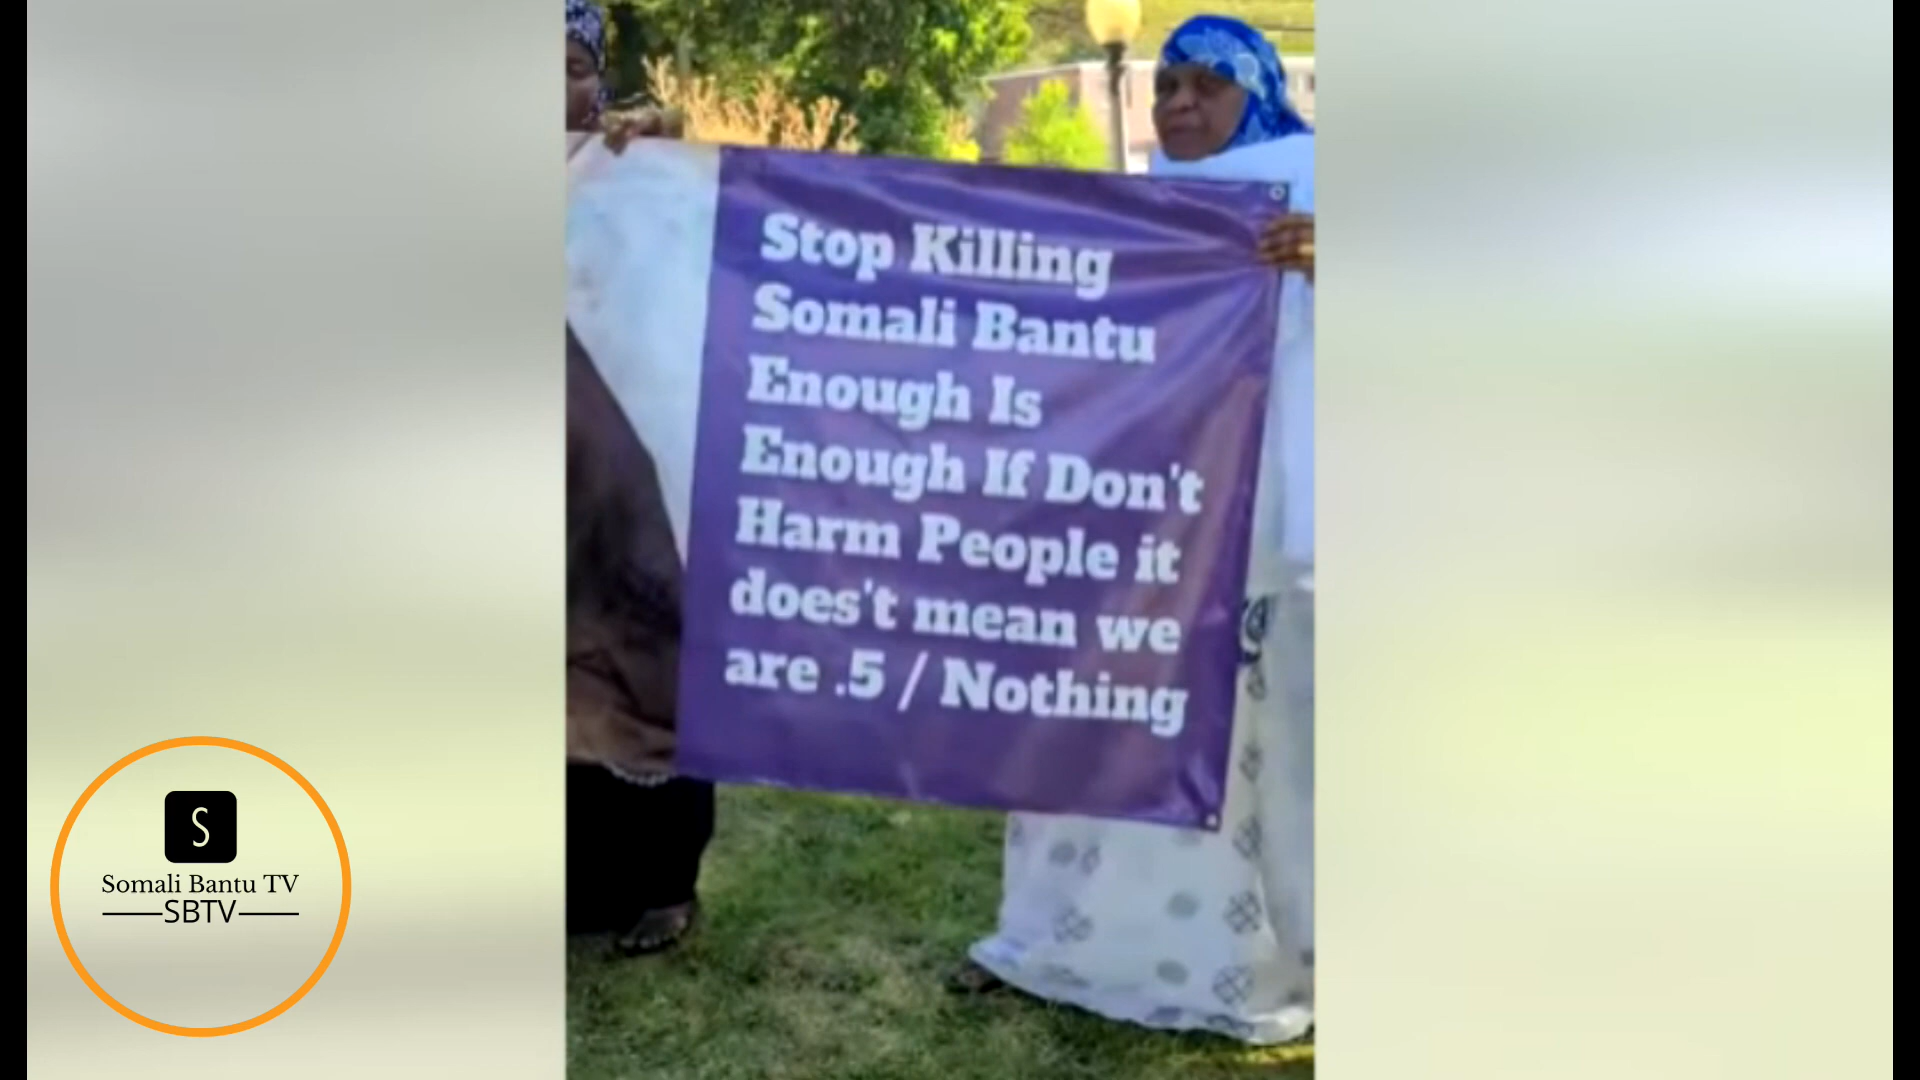 Stop Killing
Somali Bantu
Enough Is
Enough If Don't
Harm People it
does't mean we
are .5 / Nothing
S
Somali Bantu TV
SBTV